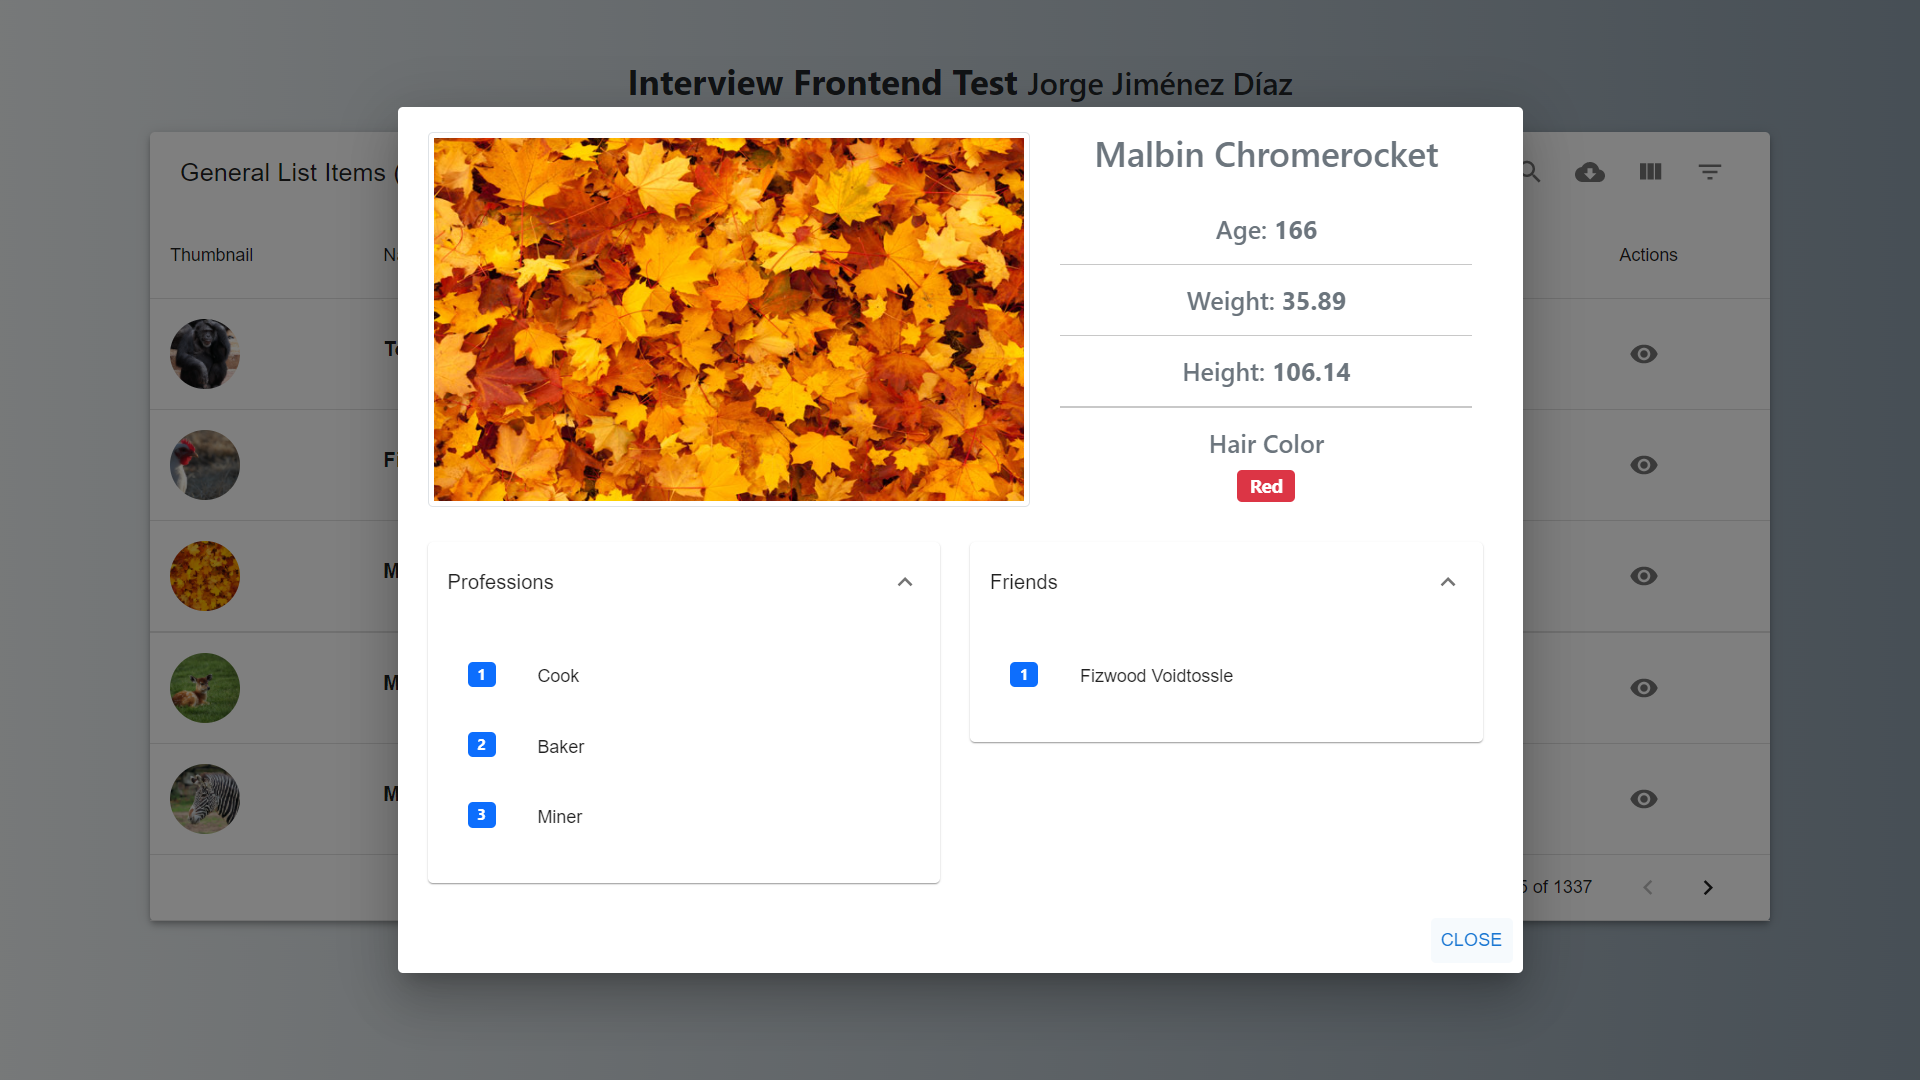 Interview Frontend Test Jorge Jiménez Díaz
General List Items (
Thumbnail
Actions
Malbin Chromerocket
Age: 166
Weight: 35.89
Height: 106.14
Hair Color
Red
Professions
1 Cook
2 Baker
3 Miner
Friends
1 Fizwood Voidtossle
of 1337
CLOSE